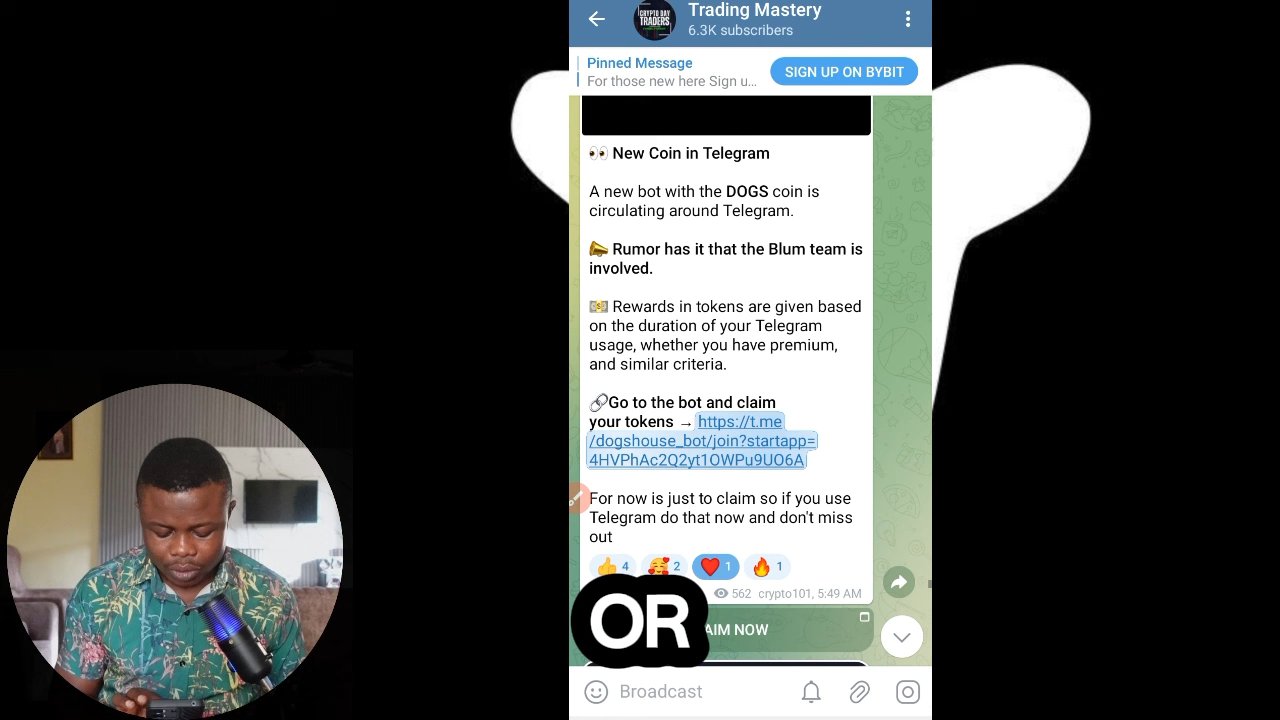 CRYPTO DAY
TRADERS
Trading Mastery
6.3K subscribers
Pinned Message
For those new here Sign u...
SIGN UP ON BYBIT
👀 New Coin in Telegram
A new bot with the DOGS coin is
circulating around Telegram.
📣 Rumor has it that the Blum team is
involved.
💵 Rewards in tokens are given based
on the duration of your Telegram
usage, whether you have premium,
and similar criteria.
🔗Go to the bot and claim
your tokens → https://t.me
/dogshouse_bot/join?startapp=
4HVPhAc2Q2yt1OWPu9UO6A
For now is just to claim so if you use
Telegram do that now and don't miss
out
👍 4 🥰 2 ❤️ 1 🔥 1
562 crypto101, 5:49 AM
OR
AIM NOW
Broadcast